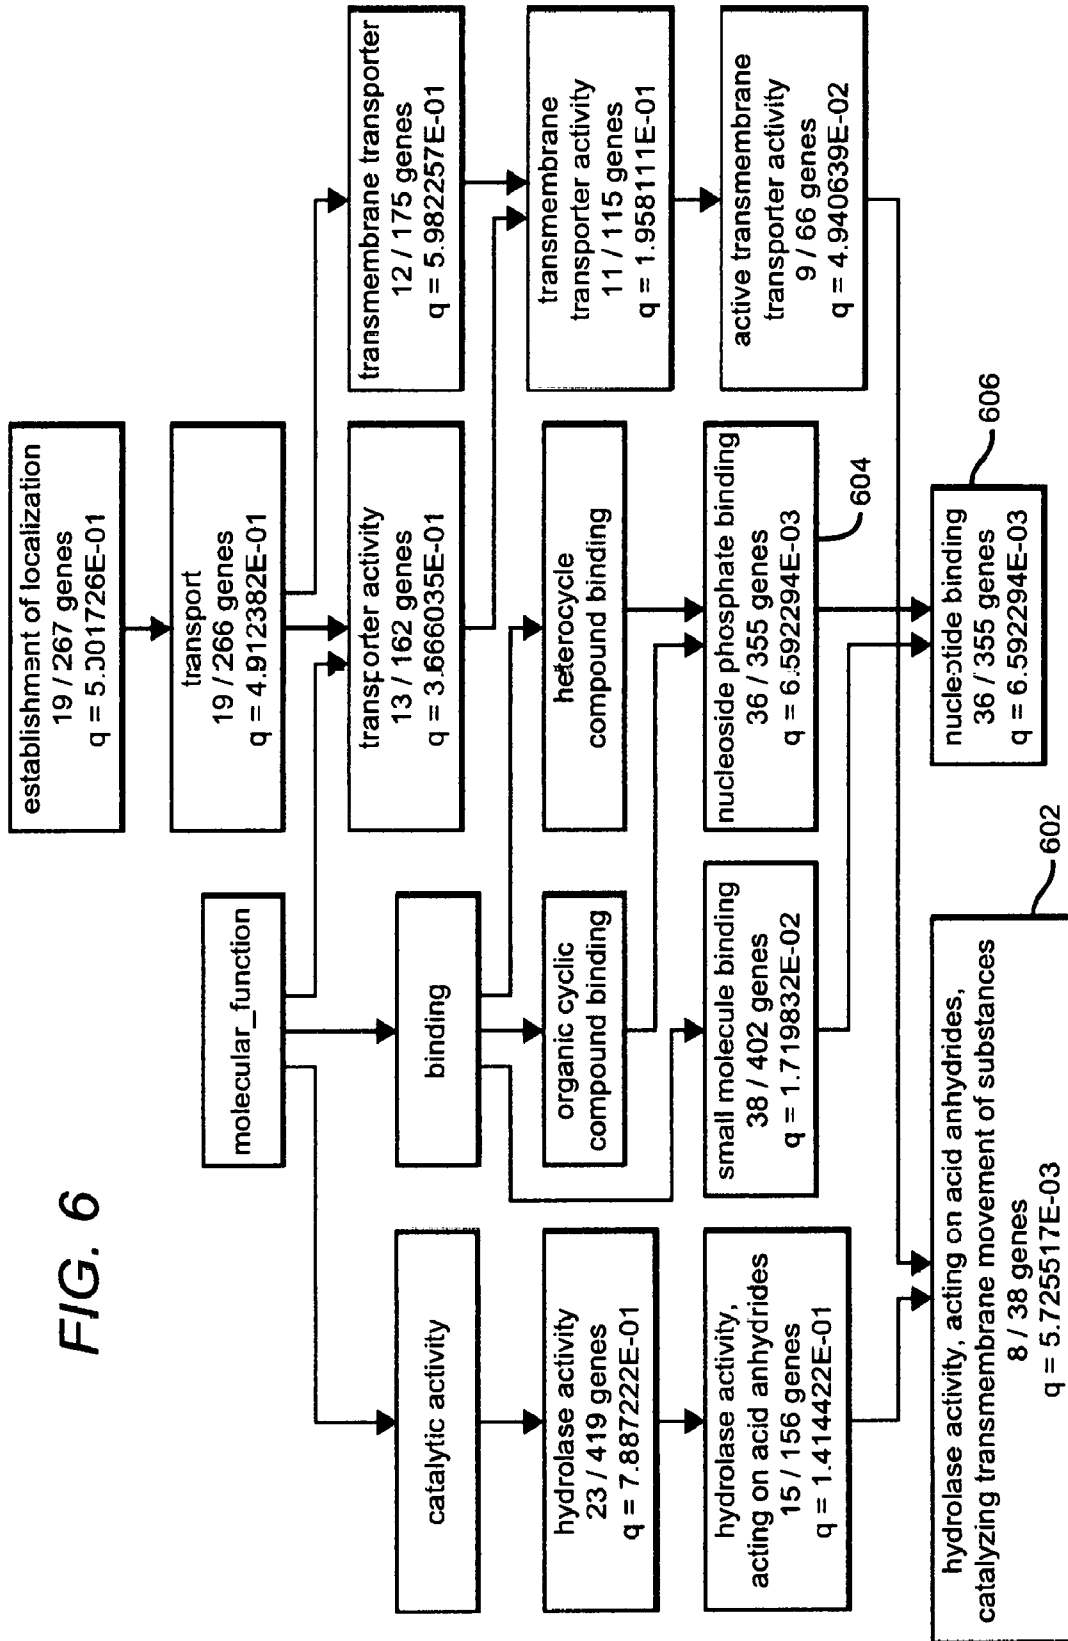 FIG. 6
establishment of localization
19 / 267 genes
q = 5.001726E-01
molecular_function
transport
19 / 266 genes
q = 4.912382E-01
catalytic activity
binding
transporter activity
13 / 162 genes
q = 3.666035E-01
transmembrane transporter
12 / 175 genes
q = 5.982257E-01
hydrolase activity
23 / 419 genes
q = 7.887222E-01
organic cyclic
compound binding
heterocycle
compound binding
transmembrane
transporter activity
11 / 115 genes
q = 1.958111E-01
hydrolase activity,
acting on acid anhydrides
15 / 156 genes
q = 1.414422E-01
small molecule binding
38 / 402 genes
q = 1.719832E-02
nucleoside phosphate binding
36 / 355 genes
q = 6.592294E-03
604
active transmembrane
transporter activity
9 / 66 genes
q = 4.940639E-02
hydrolase activity, acting on acid anhydrides,
catalyzing transmembrane movement of substances
8 / 38 genes
q = 5.725517E-03
602
nucleotide binding
36 / 355 genes
q = 6.592294E-03
606